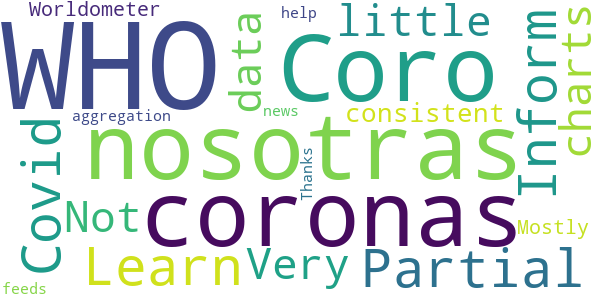 Worldometer
help
WHO
Coro
little
data
Inform
charts
aggregation
news
consistent
nosotras
Covid
Thanks
coronas
Not
Mostly
Learn
Very
Partial
feeds